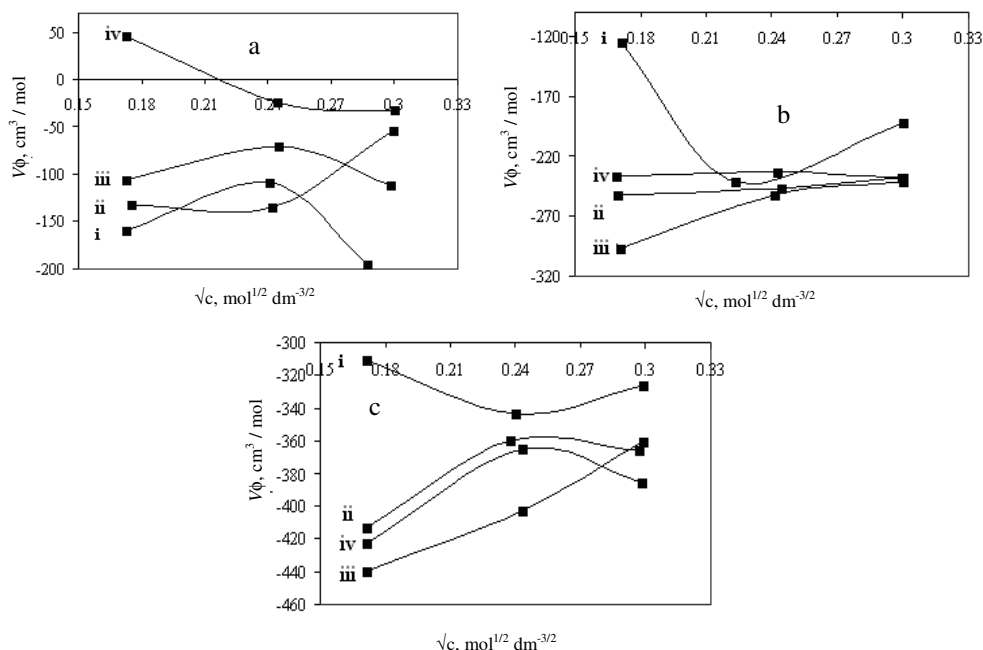 50
0
-50
-100
-150
-200
0.15 0.18 0.21 0.24 0.27 0.3 0.33
a
iv
iii
ii
i
Vϕ, cm³ / mol
√c, mol^1/2 dm^-3/2
-120
-170
-220
-270
-320
0.15 0.18 0.21 0.24 0.27 0.3 0.33
b
i
iv
ii
iii
Vϕ, cm³ / mol
√c, mol^1/2 dm^-3/2
-300
-320
-340
-360
-380
-400
-420
-440
-460
0.15 0.18 0.21 0.24 0.27 0.3 0.33
c
i
ii
iv
iii
Vϕ, cm³ / mol
√c, mol^1/2 dm^-3/2